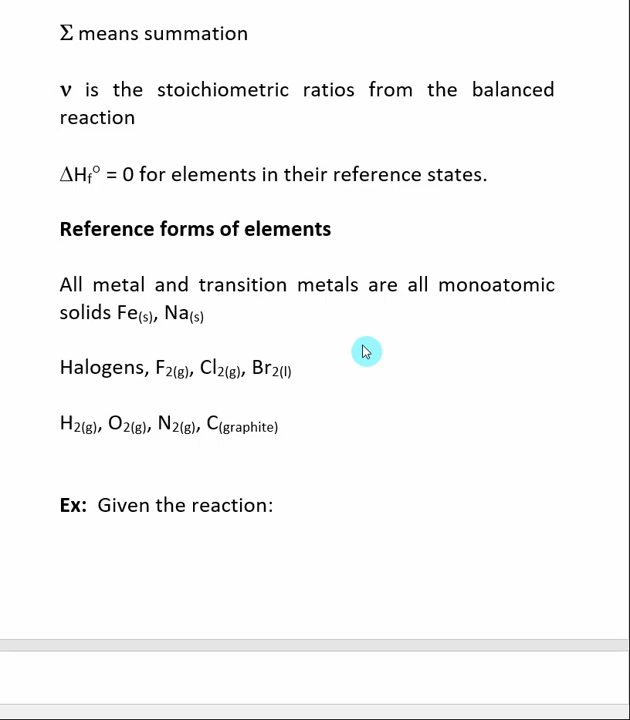 Σ means summation
ν is the stoichiometric ratios from the balanced
reaction
ΔHf° = 0 for elements in their reference states.
Reference forms of elements
All metal and transition metals are all monoatomic
solids Fe(s), Na(s)
Halogens, F2(g), Cl2(g), Br2(l)
H2(g), O2(g), N2(g), C(graphite)
Ex: Given the reaction: